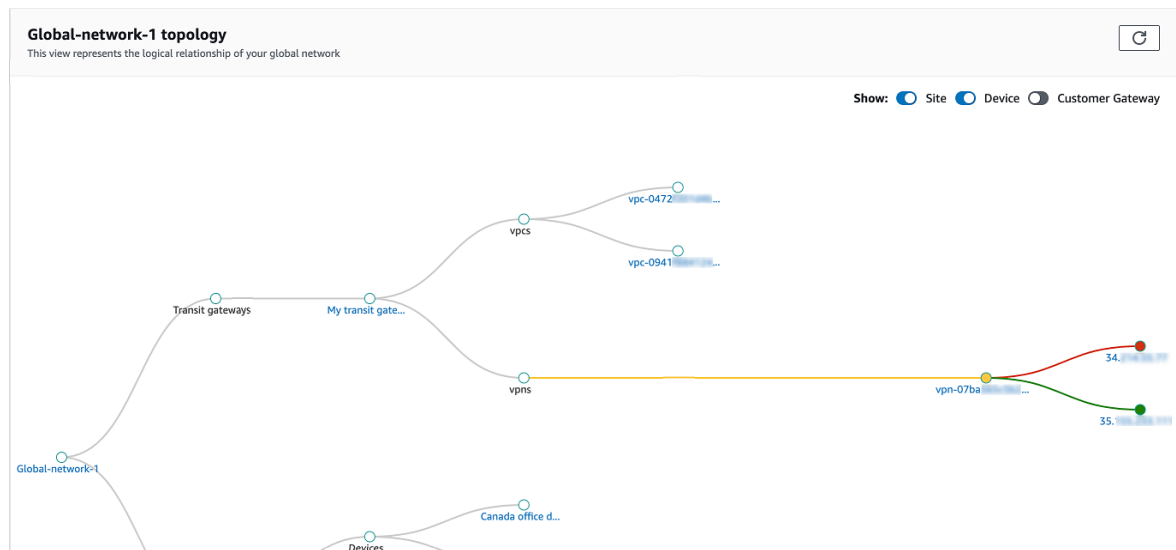 Global-network-1 topology
This view represents the logical relationship of your global network
Show: Site Device Customer Gateway
vpc-0472
...
vpcs
vpc-0941
...
Transit gateways
My transit gate...
34.
vpns
vpn-07ba
...
35.
Global-network-1
Canada office d...
Devices